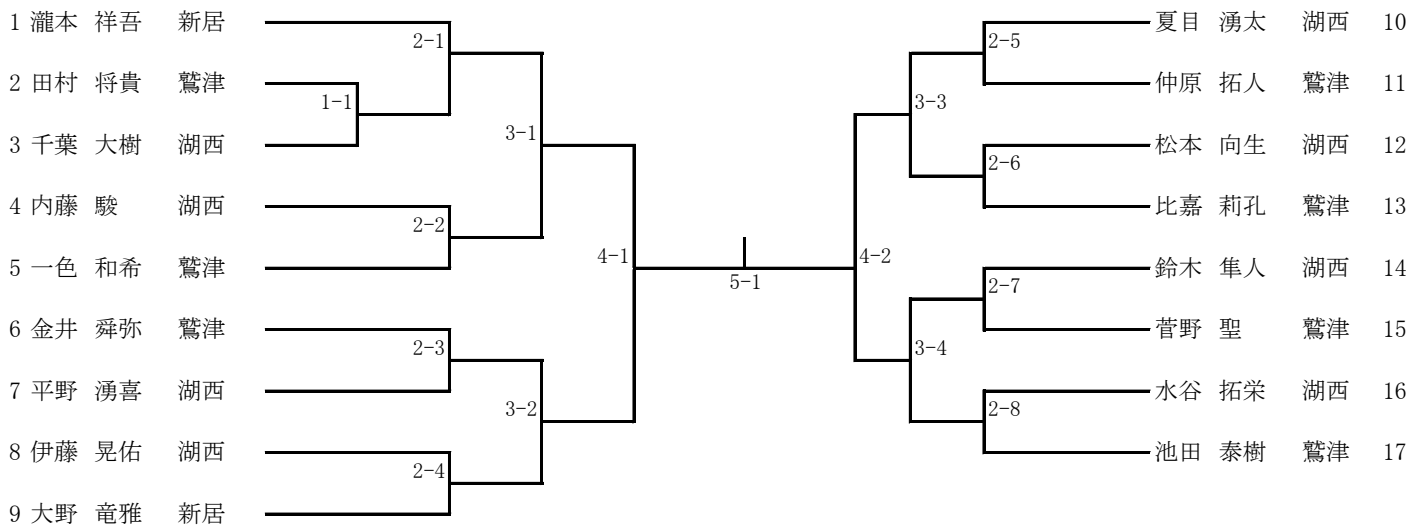 1 瀧本 祥吾 新居
2 田村 将貴 鷲津
3 千葉 大樹 湖西
4 内藤 駿 湖西
5 一色 和希 鷲津
6 金井 舜弥 鷲津
7 平野 湧喜 湖西
8 伊藤 晃佑 湖西
9 大野 竜雅 新居
1-1
2-1
2-2
2-3
2-4
3-1
3-2
4-1
5-1
4-2
3-3
3-4
2-5
2-6
2-7
2-8
夏目 湧太 湖西 10
仲原 拓人 鷲津 11
松本 向生 湖西 12
比嘉 莉孔 鷲津 13
鈴木 隼人 湖西 14
菅野 聖 鷲津 15
水谷 拓栄 湖西 16
池田 泰樹 鷲津 17